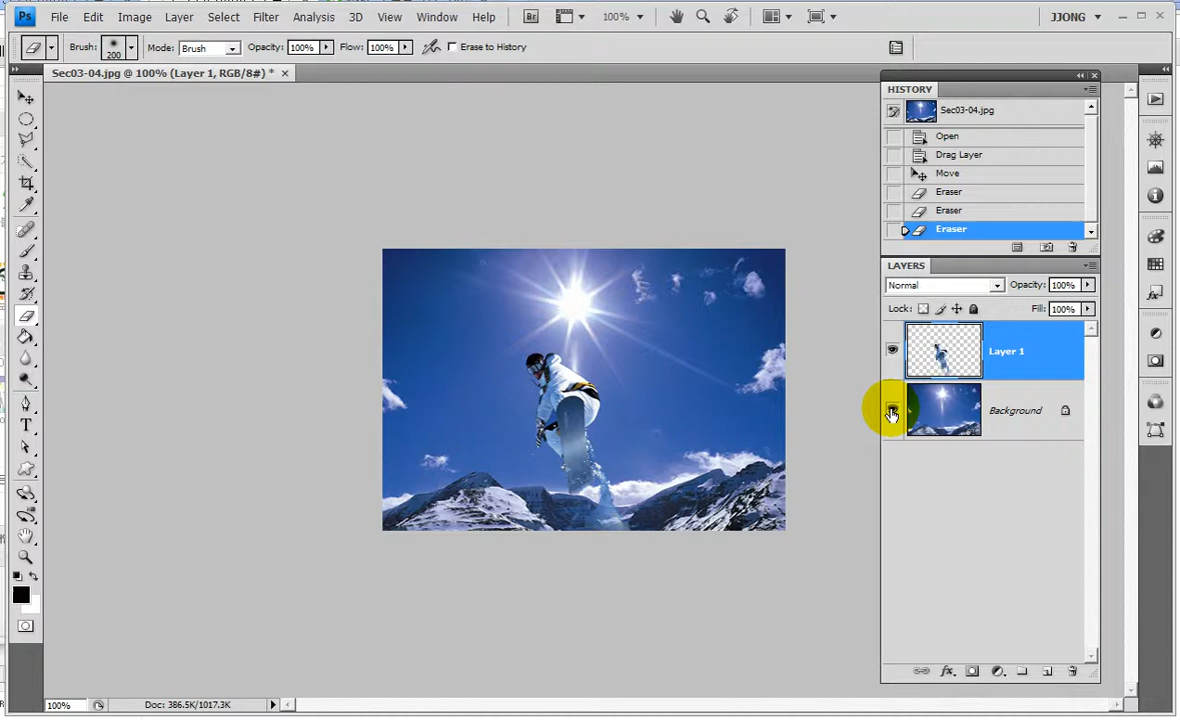 Ps File Edit Image Layer Select Filter Analysis 3D View Window Help Br 100% JJONG
Brush: 200 Mode: Brush Opacity: 100% Flow: 100% Erase to History
Sec03-04.jpg @ 100% (Layer 1, RGB/8#) *
HISTORY
Sec03-04.jpg
Open
Drag Layer
Move
Eraser
Eraser
Eraser
LAYERS
Normal Opacity: 100%
Lock: Fill: 100%
Layer 1
Background
100% Doc: 386.5K/1017.3K